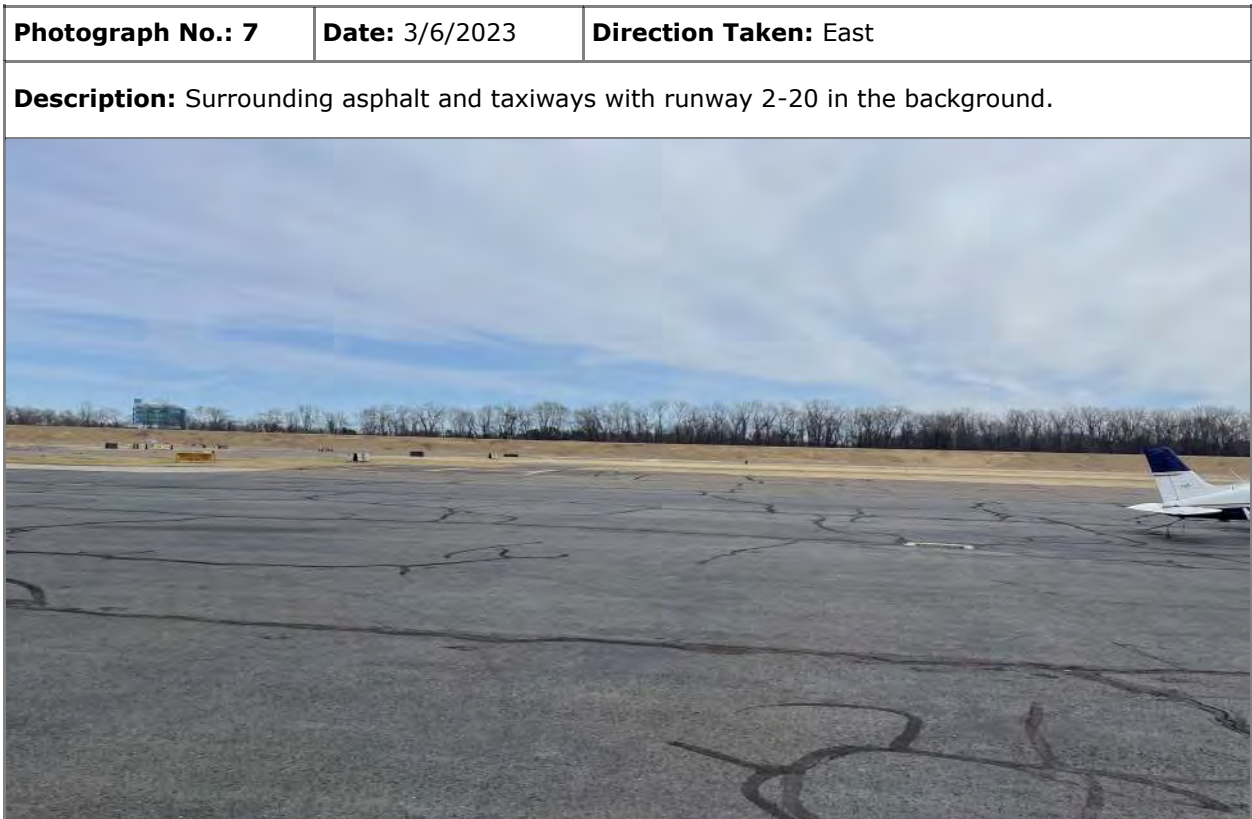 Photograph No.: 7 Date: 3/6/2023 Direction Taken: East
Description: Surrounding asphalt and taxiways with runway 2-20 in the background.